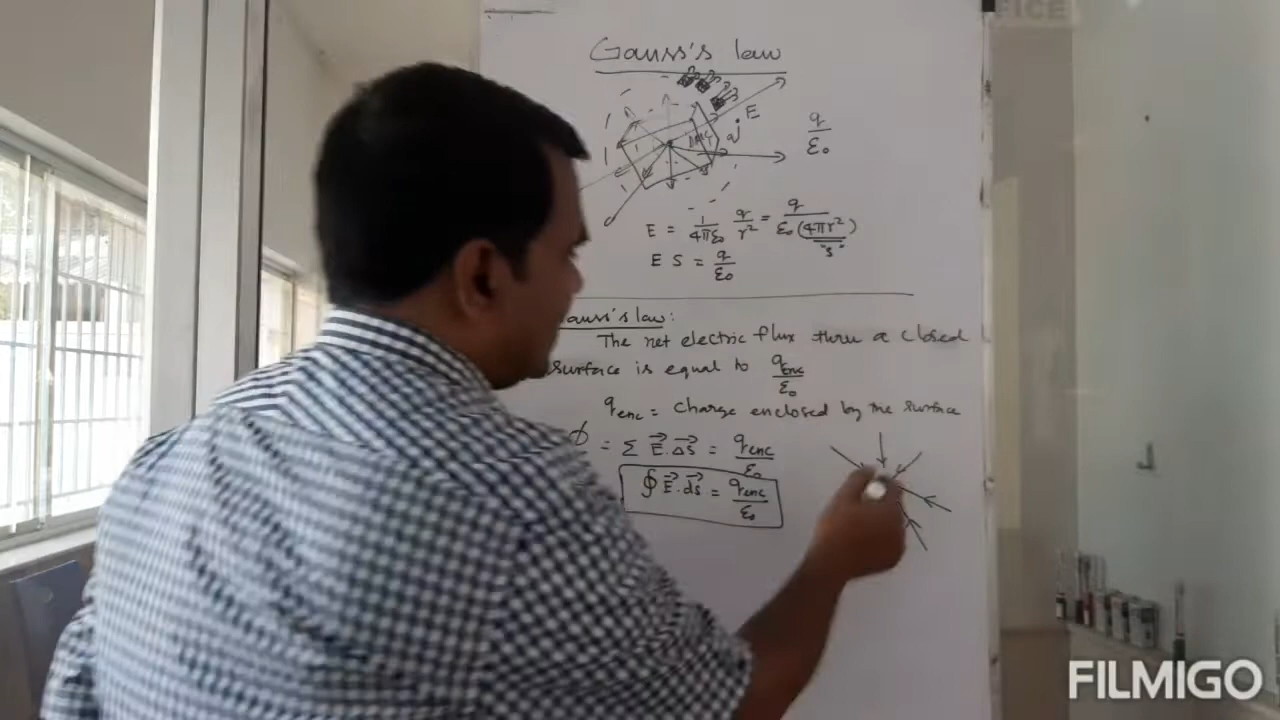 Gauss's law
E
q/ε₀
E = 1/4πε₀ q/r² = q/ε₀(4πr²)
"s"
E S = q/ε₀
Gauss's law:
The net electric flux thru a closed
surface is equal to q_enc/ε₀
q_enc = charge enclosed by the surface
ϕ = Σ E⃗.Δs⃗ = q_enc/ε₀
∮ E⃗.ds⃗ = q_enc/ε₀
FILMIGO